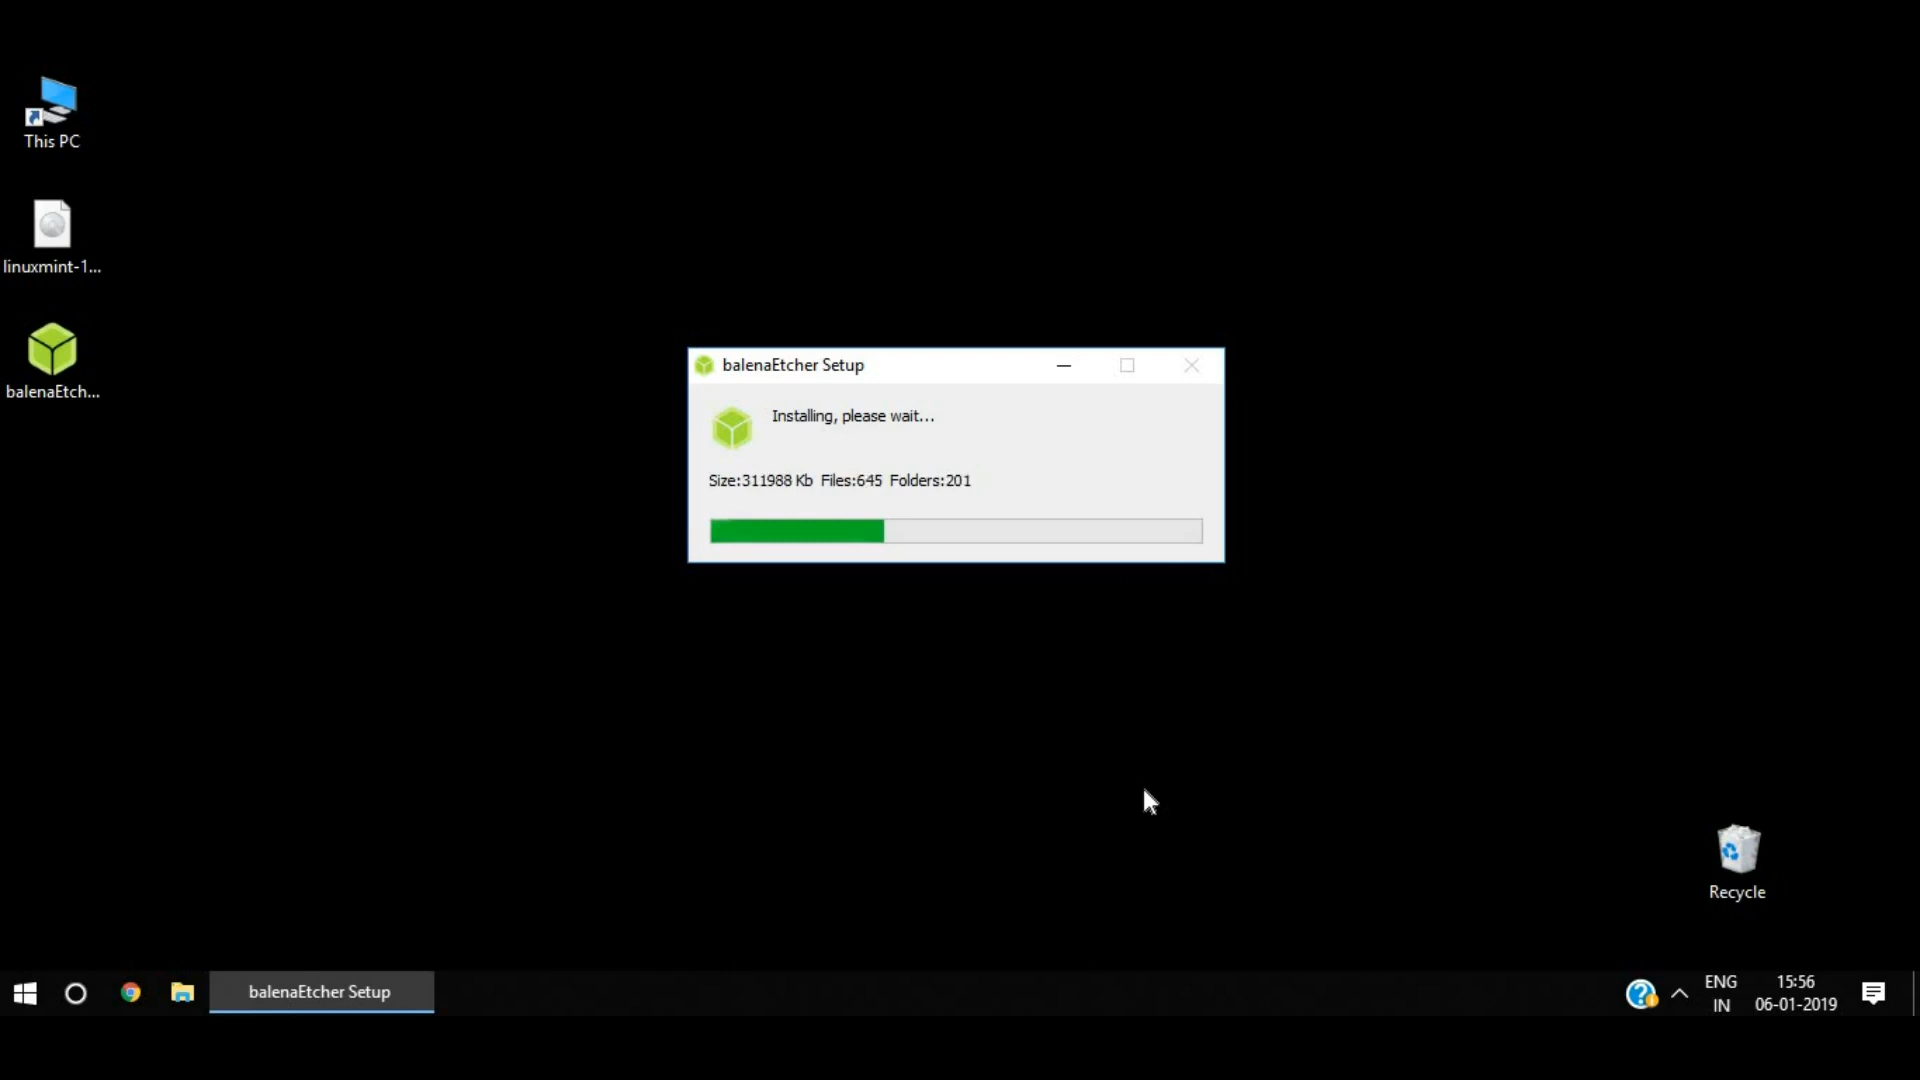 This PC
linuxmint-1...
balenaEtch...
balenaEtcher Setup
Installing, please wait...
Size:311988 Kb Files:645 Folders:201
Recycle
balenaEtcher Setup
ENG
IN
15:56
06-01-2019